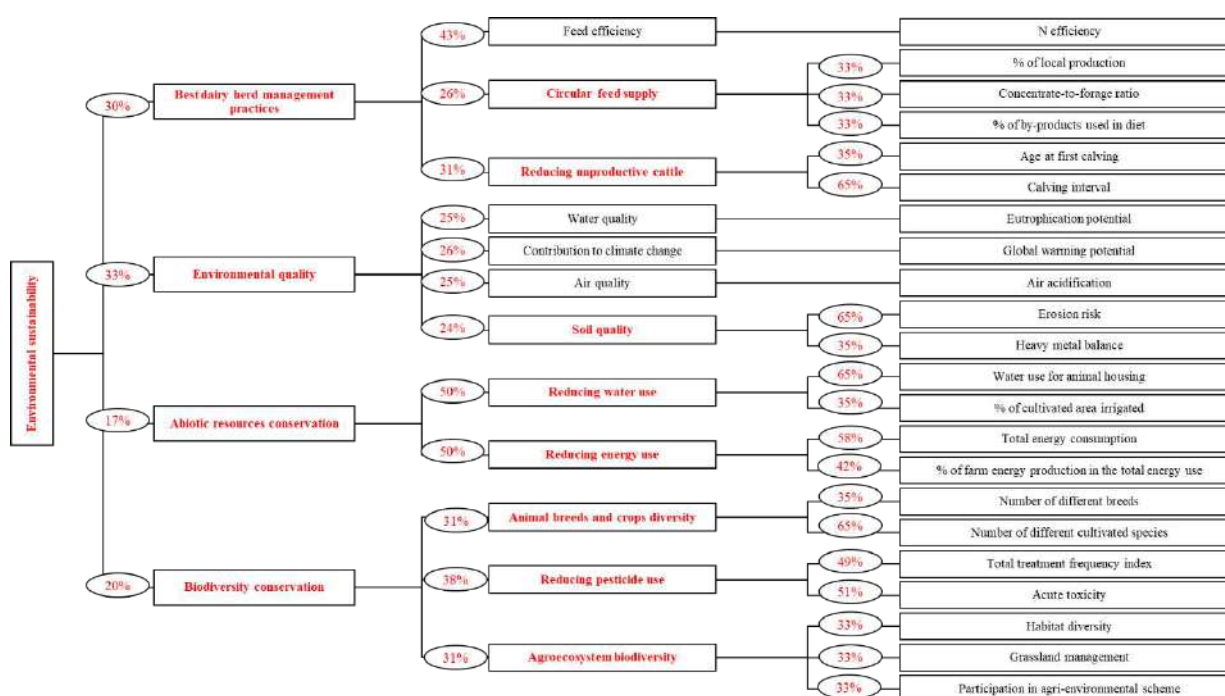 43%
Feed efficiency
N efficiency
33%
% of local production
30%
Best dairy herd management
practices
26%
Circular feed supply
33%
Concentrate-to-forage ratio
33%
% of by-products used in diet
31%
Reducing unproductive cattle
35%
Age at first calving
65%
Calving interval
25%
Water quality
Eutrophication potential
26%
Contribution to climate change
Global warming potential
Environmental sustainability
33%
Environmental quality
25%
Air quality
Air acidification
24%
Soil quality
65%
Erosion risk
35%
Heavy metal balance
17%
Abiotic resources conservation
50%
Reducing water use
65%
Water use for animal housing
35%
% of cultivated area irrigated
50%
Reducing energy use
58%
Total energy consumption
42%
% of farm energy production in the total energy use
31%
Animal breeds and crops diversity
35%
Number of different breeds
65%
Number of different cultivated species
20%
Biodiversity conservation
38%
Reducing pesticide use
49%
Total treatment frequency index
51%
Acute toxicity
31%
Agroecosystem biodiversity
33%
Habitat diversity
33%
Grassland management
33%
Participation in agri-environmental scheme